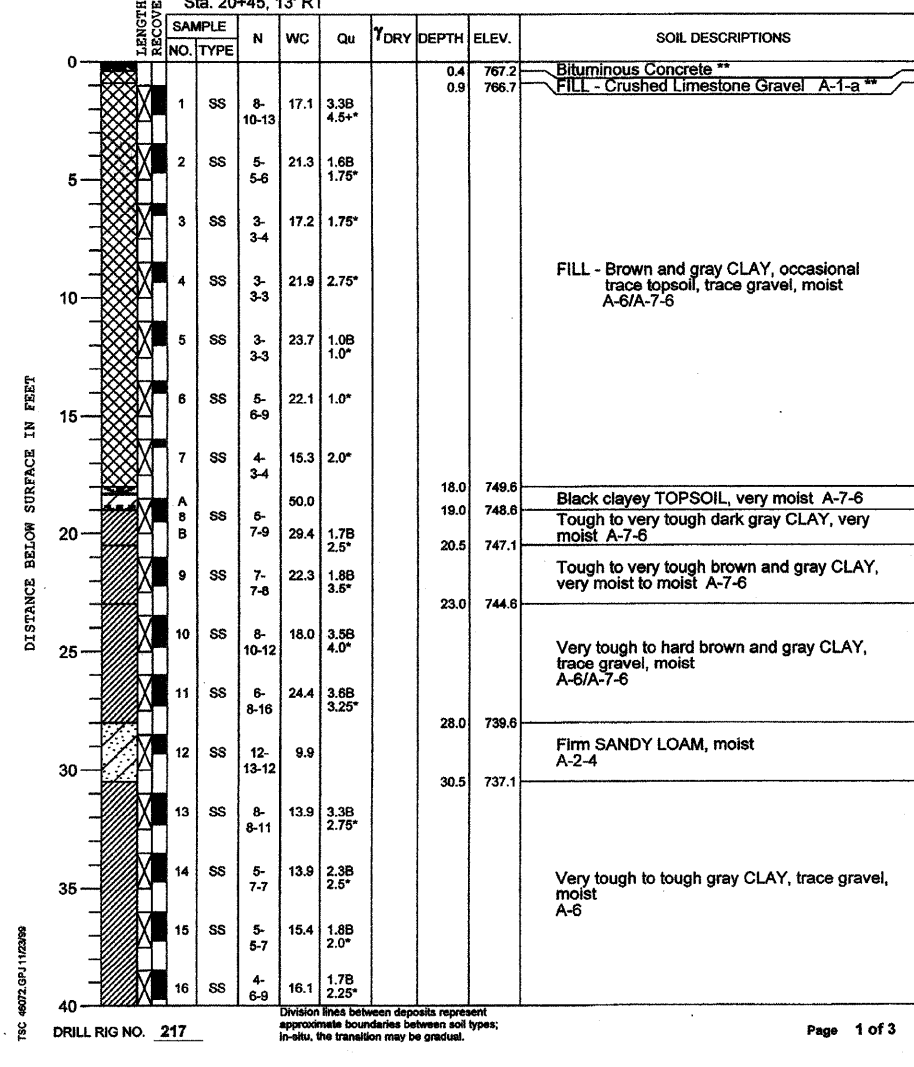 Sta. 20+45, 13' RT
LENGTH
RECOVE
SAMPLE
NO. TYPE N WC Qu γDRY DEPTH ELEV. SOIL DESCRIPTIONS
0
0.4 767.2 Bituminous Concrete **
0.9 766.7 FILL - Crushed Limestone Gravel A-1-a **
1 SS 8- 17.1 3.3B
10-13 4.5+*
2 SS 5- 21.3 1.6B
5-6 1.75*
5
3 SS 3- 17.2 1.75*
3-4
FILL - Brown and gray CLAY, occasional
trace topsoil, trace gravel, moist
A-6/A-7-6
4 SS 3- 21.9 2.75*
3-3
10
5 SS 3- 23.7 1.0B
3-3 1.0*
6 SS 5- 22.1 1.0*
6-9
15
7 SS 4- 15.3 2.0*
3-4
18.0 749.6
Black clayey TOPSOIL, very moist A-7-6
A 50.0
19.0 748.6
8 SS 6-
B 7-9 29.4 1.7B
2.5*
Tough to very tough dark gray CLAY, very
moist A-7-6
20
20.5 747.1
9 SS 7- 22.3 1.8B
7-8 3.5*
Tough to very tough brown and gray CLAY,
very moist to moist A-7-6
23.0 744.6
10 SS 8- 18.0 3.5B
10-12 4.0*
25
Very tough to hard brown and gray CLAY,
trace gravel, moist
A-6/A-7-6
11 SS 6- 24.4 3.6B
8-16 3.25*
28.0 739.6
12 SS 12- 9.9
13-12
Firm SANDY LOAM, moist
A-2-4
30
30.5 737.1
13 SS 8- 13.9 3.3B
8-11 2.75*
14 SS 5- 13.9 2.3B
7-7 2.5*
35
Very tough to tough gray CLAY, trace gravel,
moist
A-6
15 SS 5- 15.4 1.8B
5-7 2.0*
16 SS 4- 16.1 1.7B
6-9 2.25*
40
DISTANCE BELOW SURFACE IN FEET
TSC 46072.GPJ 11/23/99
DRILL RIG NO. 217
Division lines between deposits represent
approximate boundaries between soil types;
in-situ, the transition may be gradual.
Page 1 of 3